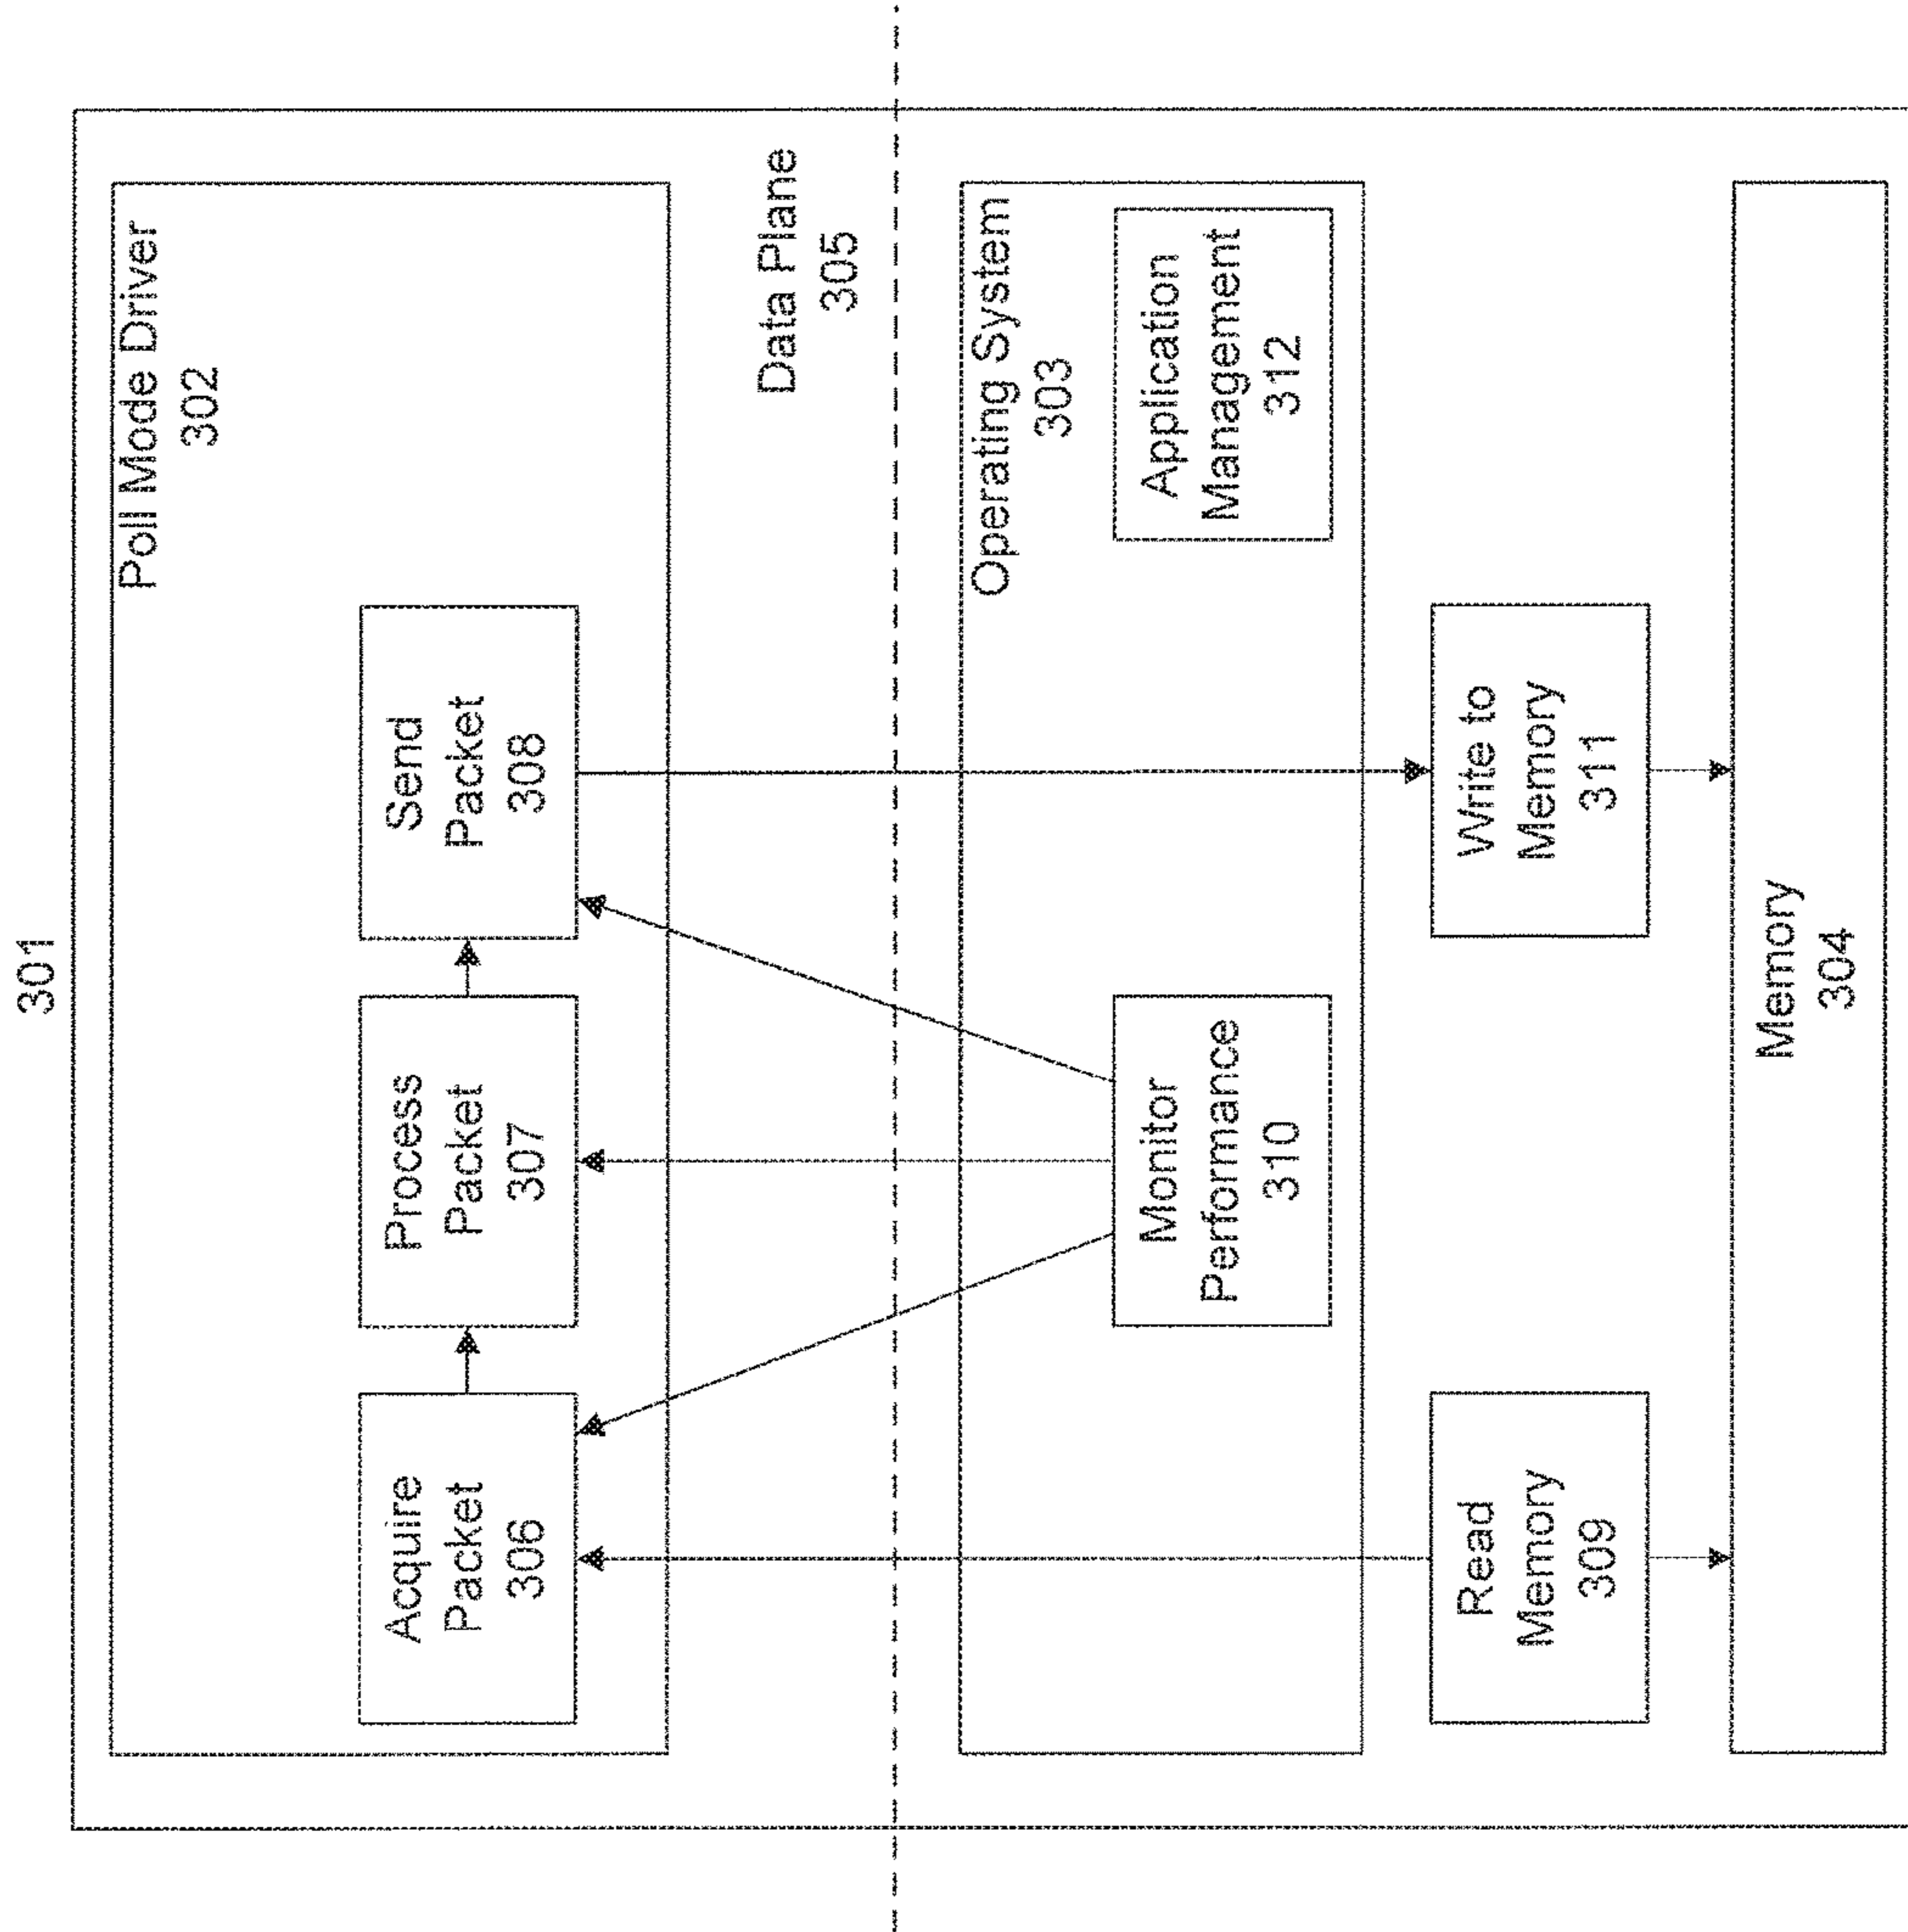 301
Poll Mode Driver
302
Acquire
Packet
306
Process
Packet
307
Send
Packet
308
Data Plane
305
Operating System
303
Monitor
Performance
310
Application
Management
312
Read
Memory
309
Write to
Memory
311
Memory
304